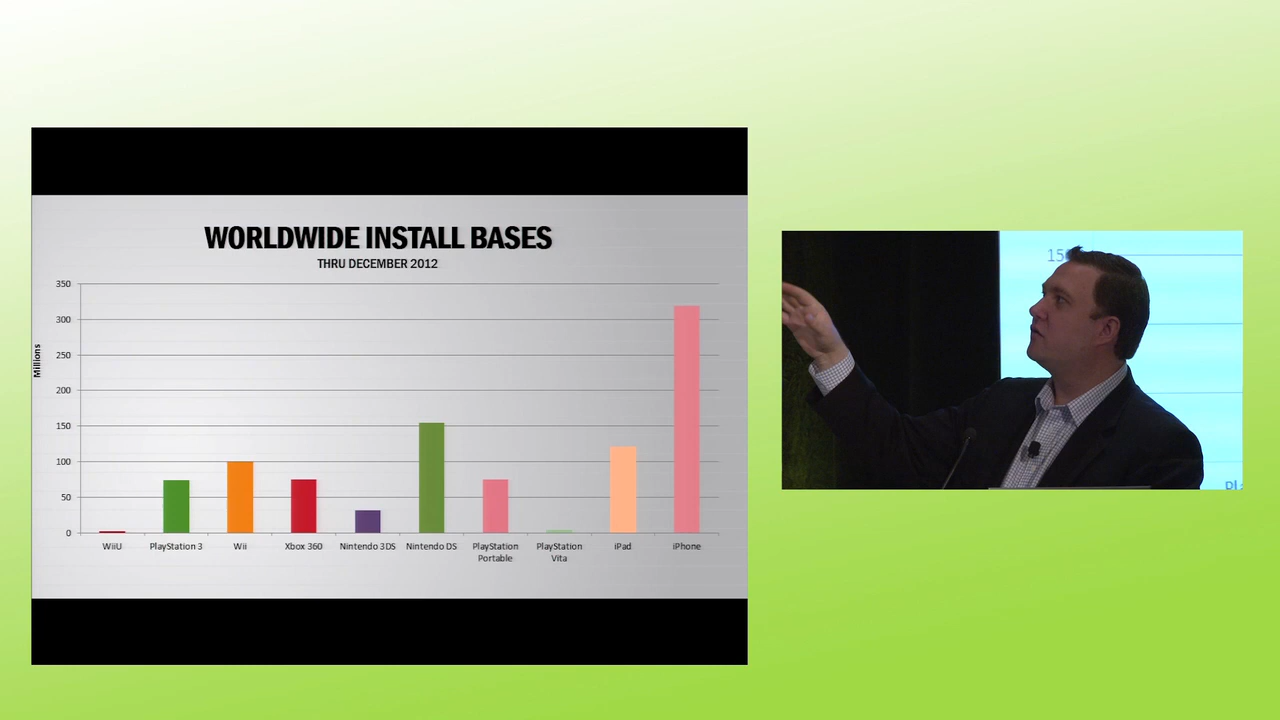 WORLDWIDE INSTALL BASES
THRU DECEMBER 2012
Millions
350
300
250
200
150
100
50
0
WiiU
PlayStation 3
Wii
Xbox 360
Nintendo 3DS
Nintendo DS
PlayStation
Portable
PlayStation
Vita
iPad
iPhone